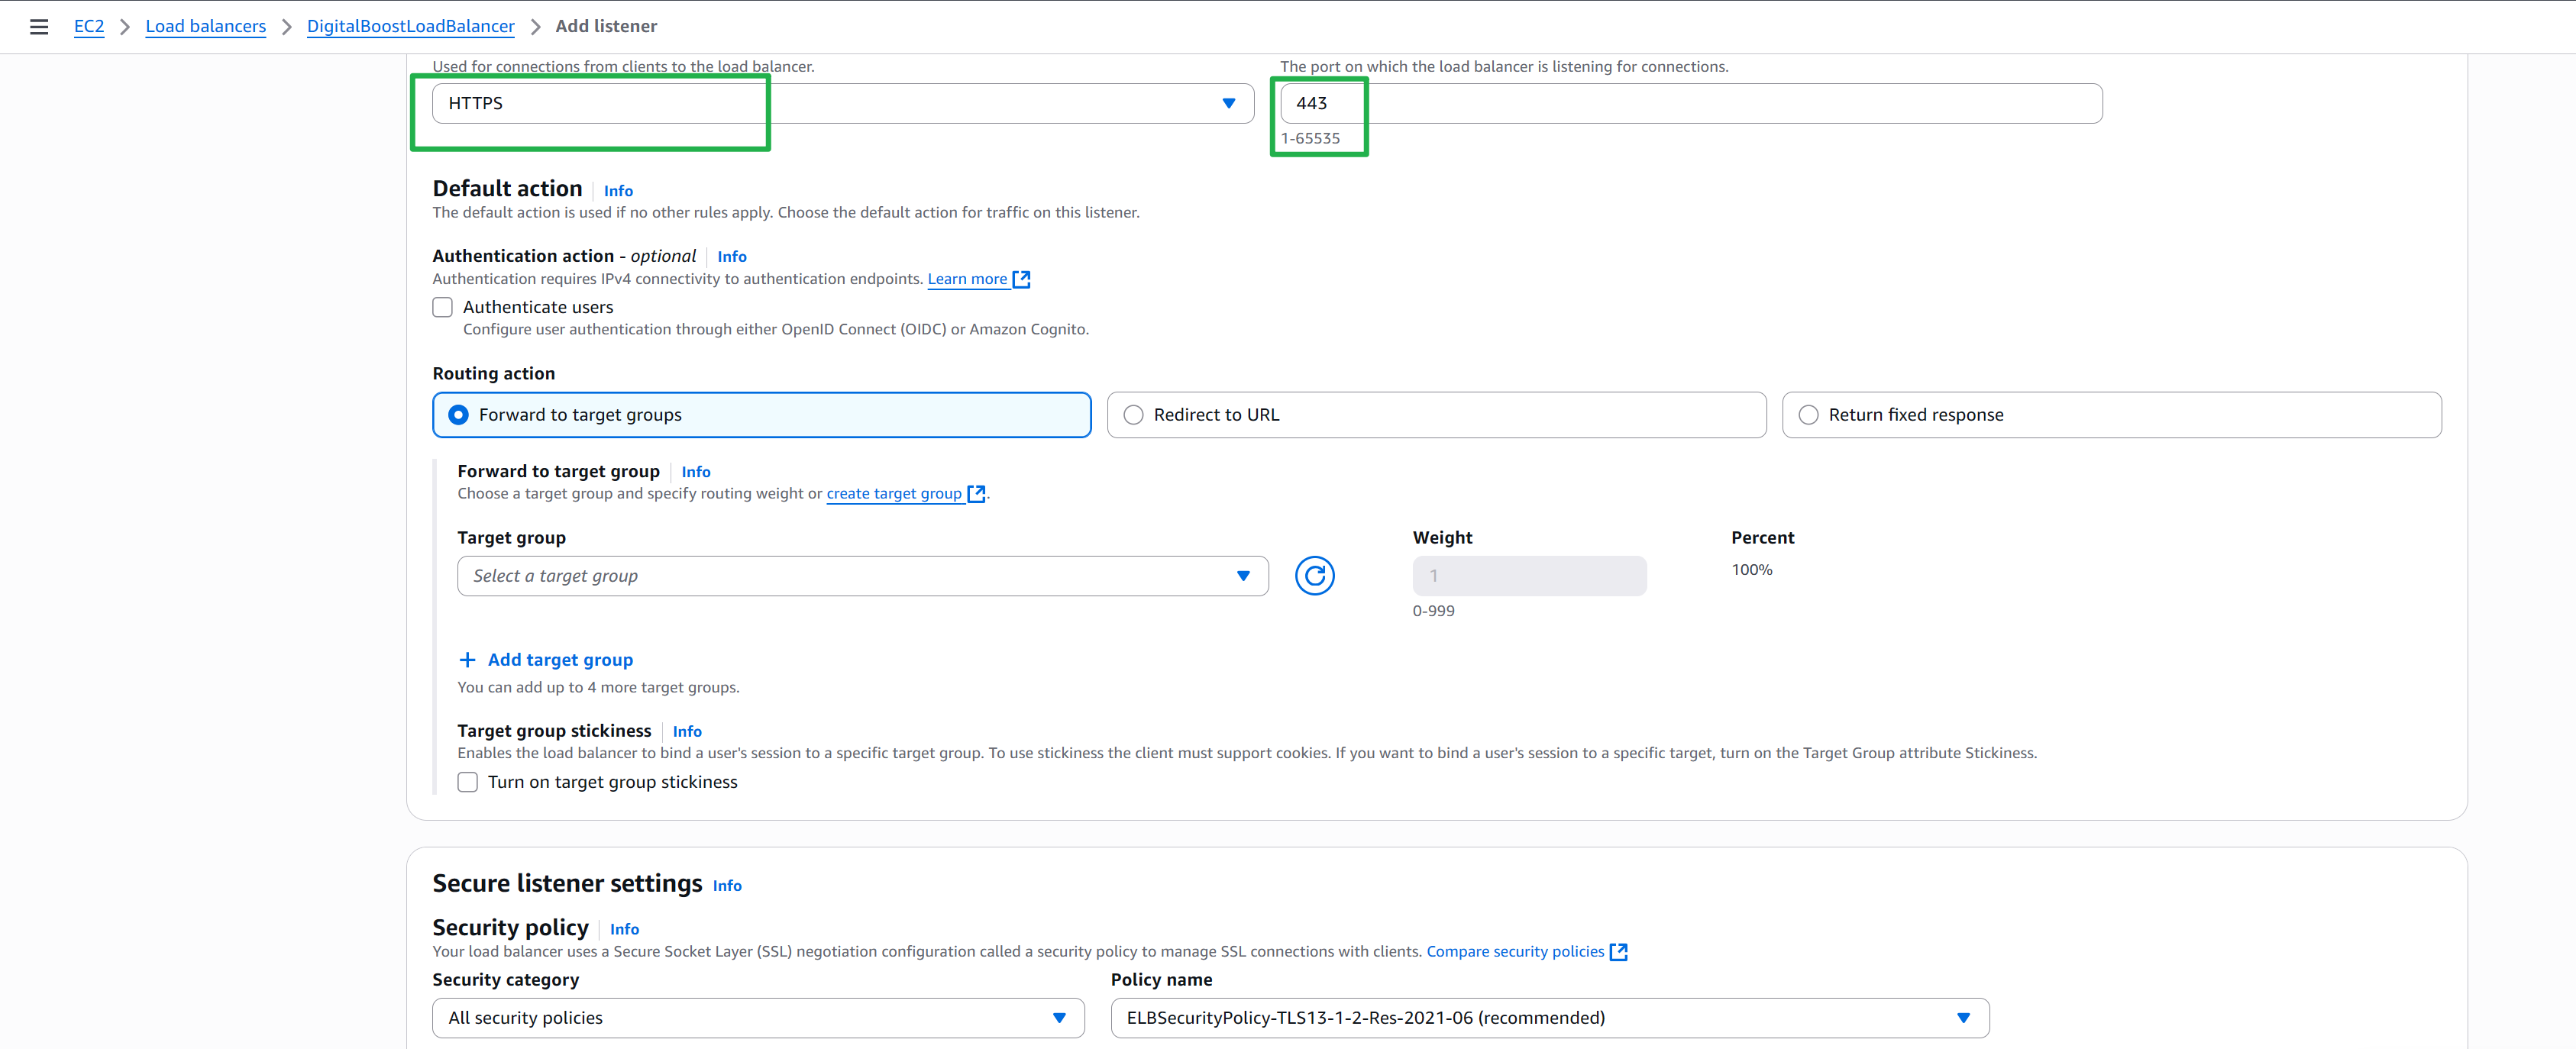 EC2 > Load balancers > DigitalBoostLoadBalancer > Add listener
Used for connections from clients to the load balancer.
The port on which the load balancer is listening for connections.
HTTPS
443
1-65535
Default action Info
The default action is used if no other rules apply. Choose the default action for traffic on this listener.
Authentication action - optional Info
Authentication requires IPv4 connectivity to authentication endpoints. Learn more
Authenticate users
Configure user authentication through either OpenID Connect (OIDC) or Amazon Cognito.
Routing action
Forward to target groups
Redirect to URL
Return fixed response
Forward to target group Info
Choose a target group and specify routing weight or create target group.
Target group
Weight
Percent
Select a target group
1
100%
0-999
+ Add target group
You can add up to 4 more target groups.
Target group stickiness Info
Enables the load balancer to bind a user's session to a specific target group. To use stickiness the client must support cookies. If you want to bind a user's session to a specific target, turn on the Target Group attribute Stickiness.
Turn on target group stickiness
Secure listener settings Info
Security policy Info
Your load balancer uses a Secure Socket Layer (SSL) negotiation configuration called a security policy to manage SSL connections with clients. Compare security policies
Security category
Policy name
All security policies
ELBSecurityPolicy-TLS13-1-2-Res-2021-06 (recommended)